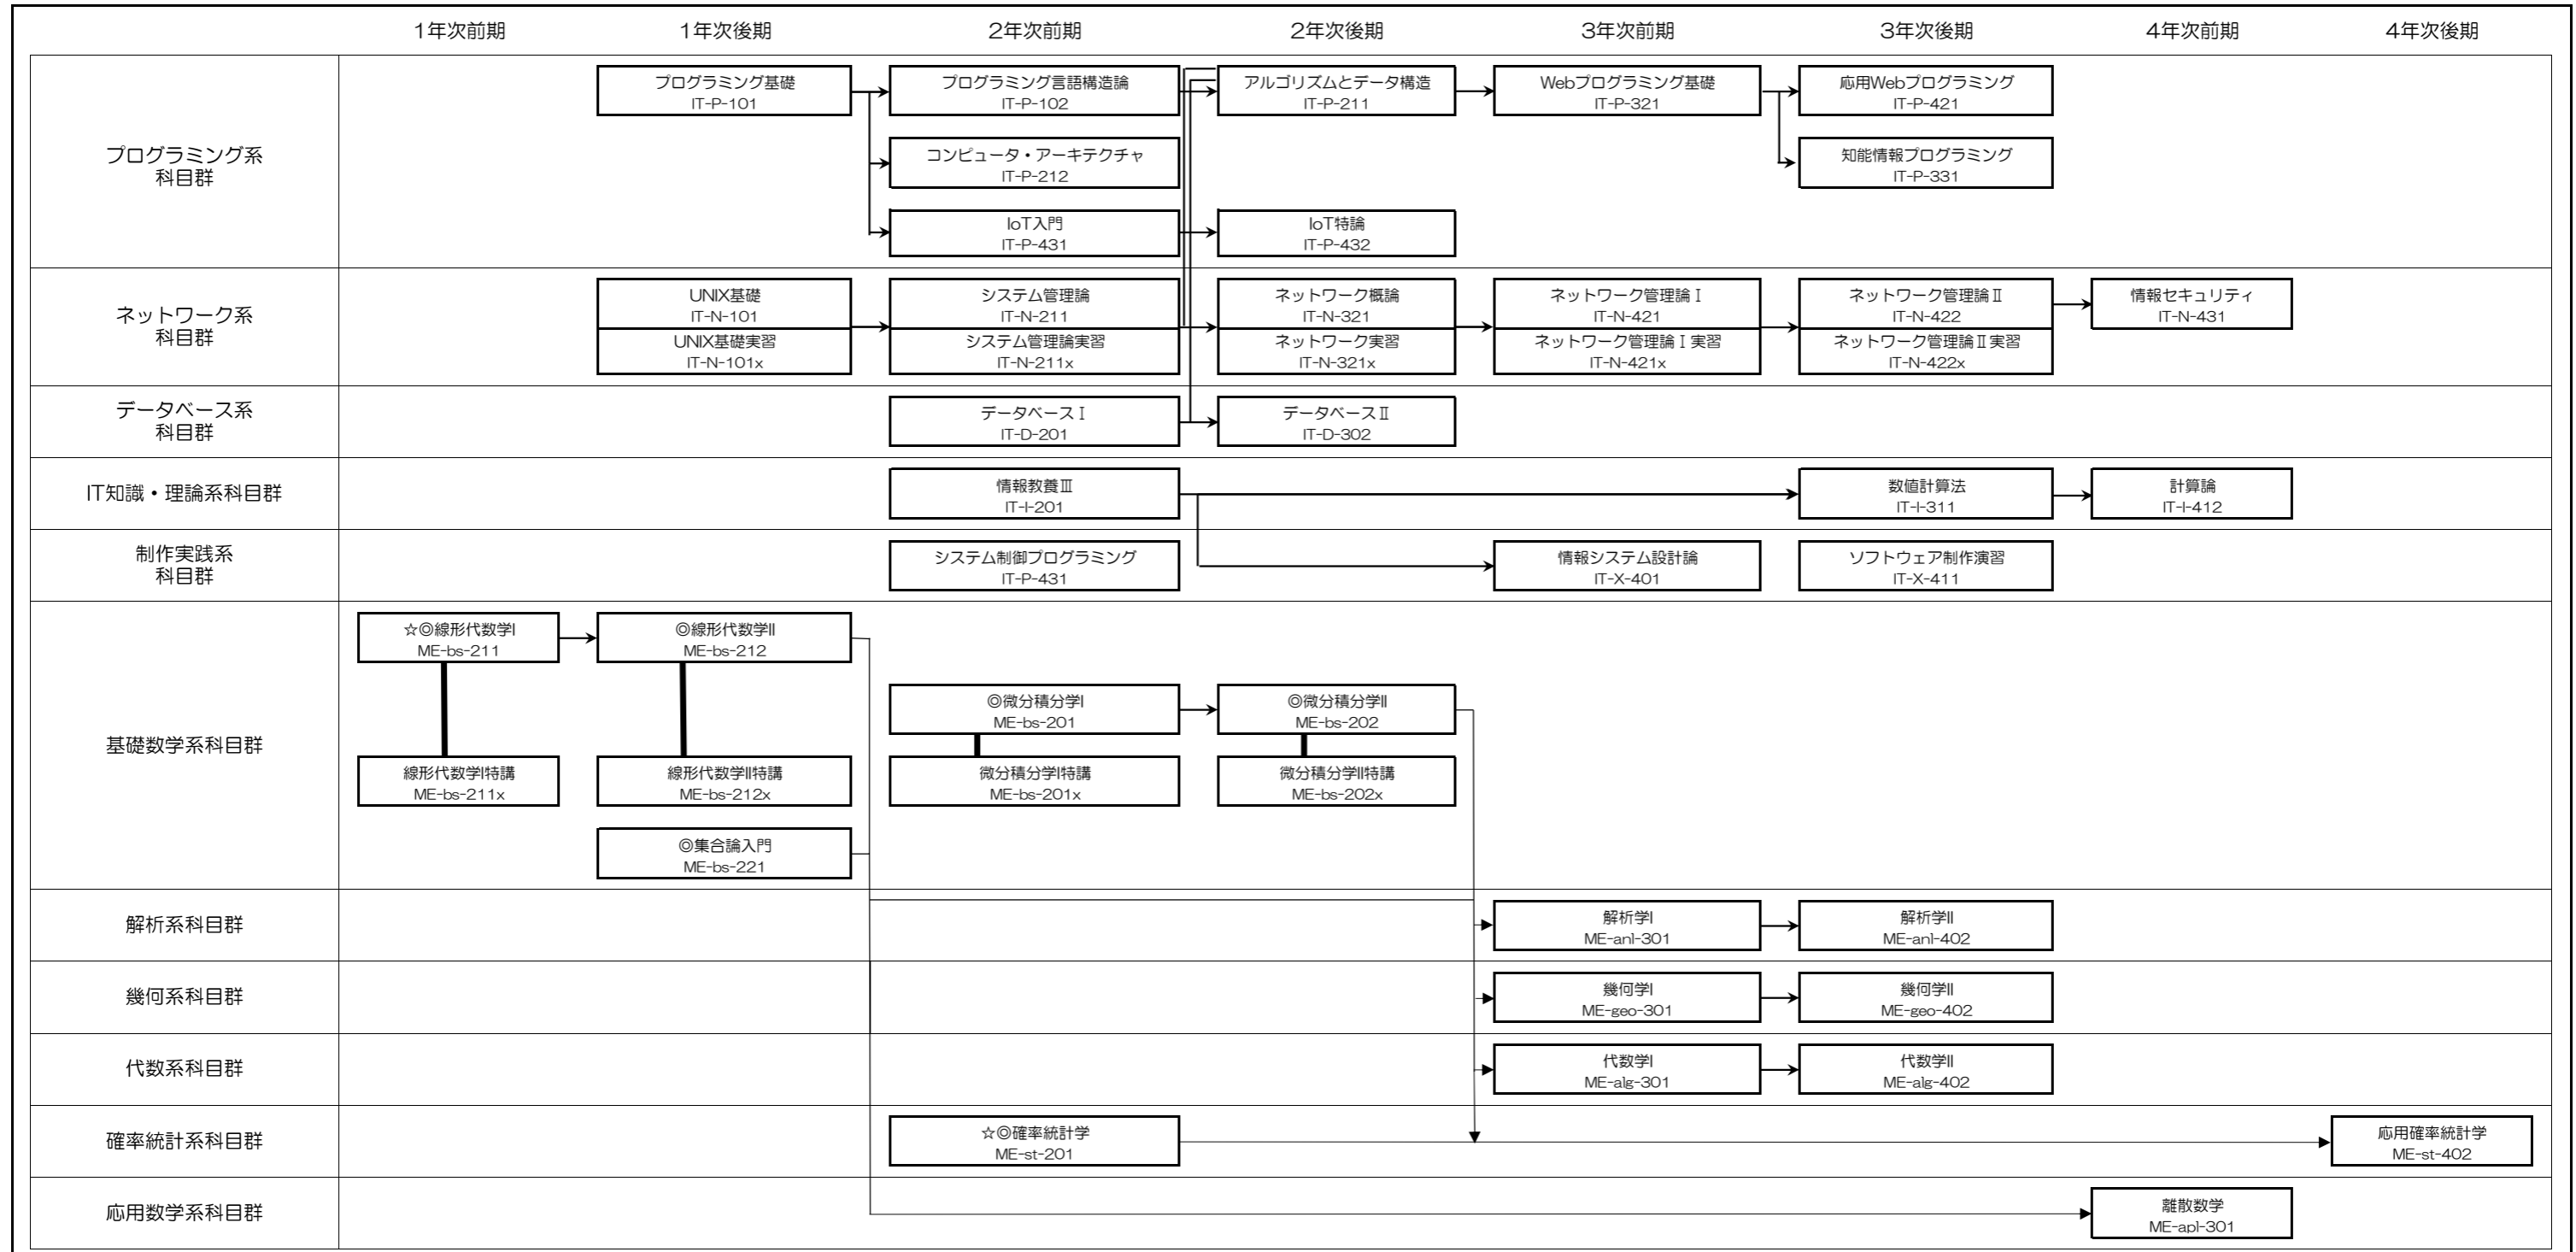 1年次前期
1年次後期
2年次前期
2年次後期
3年次前期
3年次後期
4年次前期
4年次後期
プログラミング系
科目群
プログラミング基礎
IT-P-101
プログラミング言語構造論
IT-P-102
アルゴリズムとデータ構造
IT-P-211
Webプログラミング基礎
IT-P-321
応用Webプログラミング
IT-P-421
コンピュータ・アーキテクチャ
IT-P-212
知能情報プログラミング
IT-P-331
IoT入門
IT-P-431
IoT特論
IT-P-432
ネットワーク系
科目群
UNIX基礎
IT-N-101
UNIX基礎実習
IT-N-101x
システム管理論
IT-N-211
システム管理論実習
IT-N-211x
ネットワーク概論
IT-N-321
ネットワーク実習
IT-N-321x
ネットワーク管理論Ⅰ
IT-N-421
ネットワーク管理論Ⅰ実習
IT-N-421x
ネットワーク管理論Ⅱ
IT-N-422
ネットワーク管理論Ⅱ実習
IT-N-422x
情報セキュリティ
IT-N-431
データベース系
科目群
データベースⅠ
IT-D-201
データベースⅡ
IT-D-302
IT知識・理論系科目群
情報教養Ⅲ
IT-I-201
数値計算法
IT-I-311
計算論
IT-I-412
制作実践系
科目群
システム制御プログラミング
IT-P-431
情報システム設計論
IT-X-401
ソフトウェア制作演習
IT-X-411
基礎数学系科目群
☆◎線形代数学I
ME-bs-211
◎線形代数学II
ME-bs-212
◎微分積分学I
ME-bs-201
◎微分積分学II
ME-bs-202
線形代数学I特講
ME-bs-211x
線形代数学II特講
ME-bs-212x
微分積分学I特講
ME-bs-201x
微分積分学II特講
ME-bs-202x
◎集合論入門
ME-bs-221
解析系科目群
解析学I
ME-anl-301
解析学II
ME-anl-402
幾何系科目群
幾何学I
ME-geo-301
幾何学II
ME-geo-402
代数系科目群
代数学I
ME-alg-301
代数学II
ME-alg-402
確率統計系科目群
☆◎確率統計学
ME-st-201
応用確率統計学
ME-st-402
応用数学系科目群
離散数学
ME-apl-301